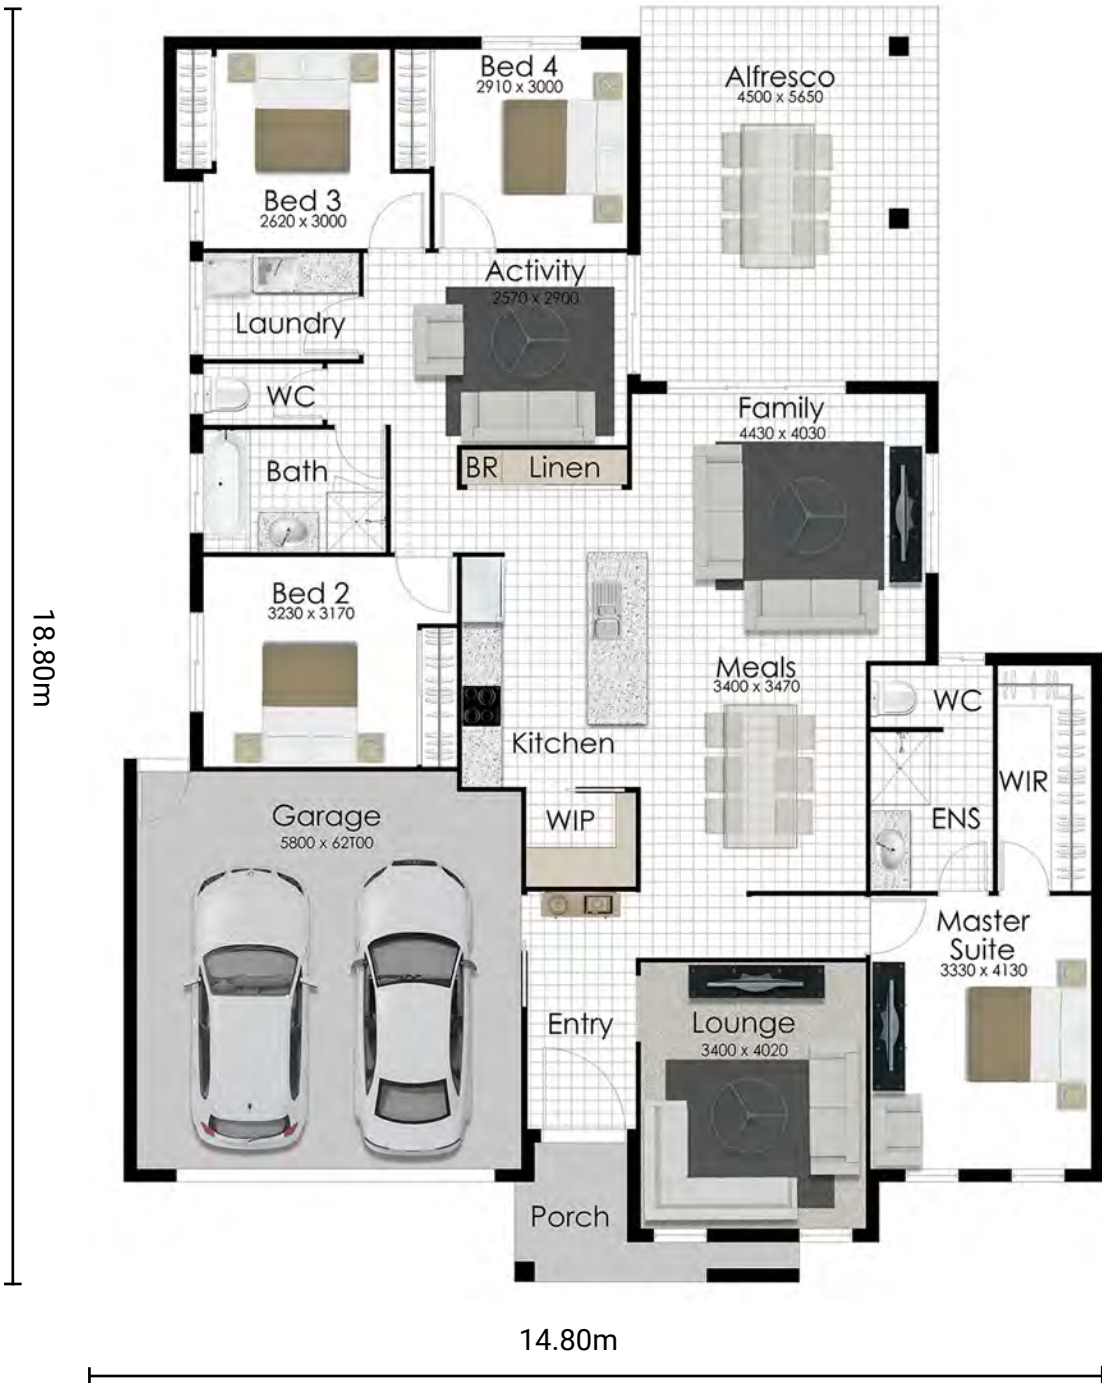 Bed 4
2910 x 3000
Alfresco
4500 x 5650
Bed 3
2620 x 3000
Activity
2570 x 2900
Laundry
WC
Family
4430 x 4030
Bath
BR
Linen
Bed 2
3230 x 3170
18.80m
Meals
3400 x 3470
WC
Kitchen
WIR
Garage
5800 x 62T00
WIP
ENS
Master
Suite
3330 x 4130
Entry
Lounge
3400 x 4020
Porch
14.80m